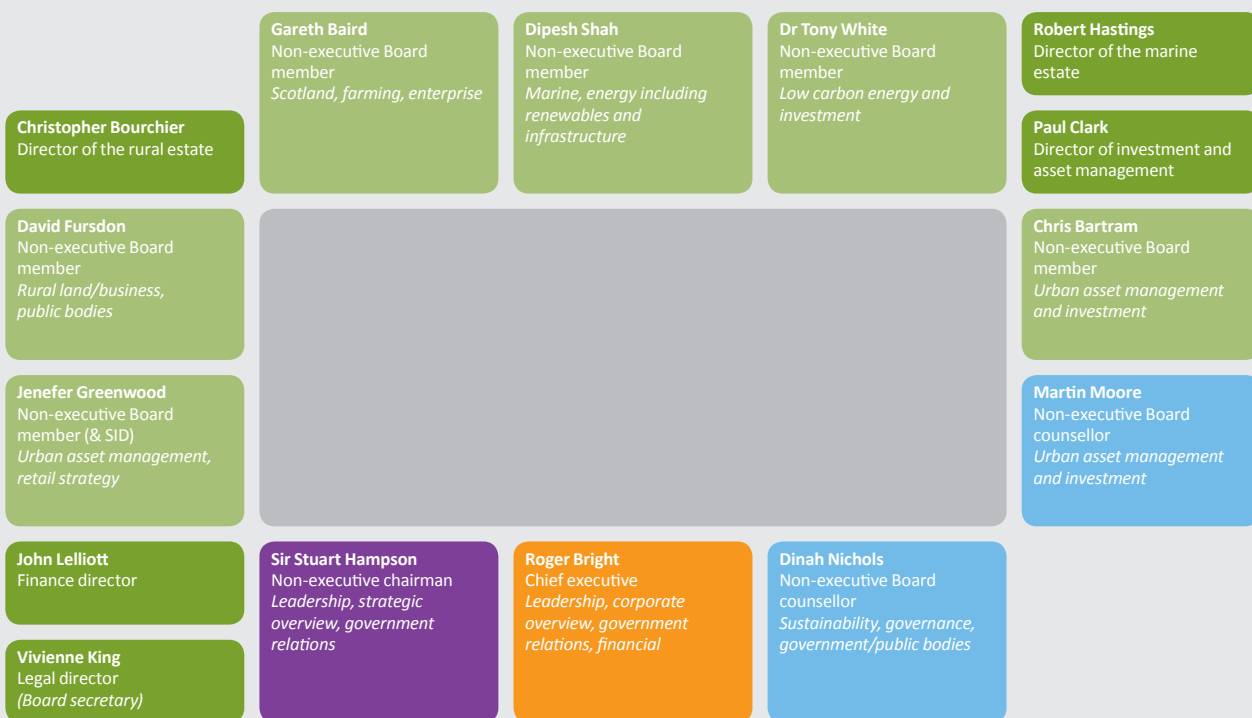 Gareth Baird
Non-executive Board
member
Scotland, farming, enterprise
Dipesh Shah
Non-executive Board
member
Marine, energy including
renewables and
infrastructure
Dr Tony White
Non-executive Board
member
Low carbon energy and
investment
Robert Hastings
Director of the marine
estate
Christopher Bourchier
Director of the rural estate
Paul Clark
Director of investment and
asset management
David Fursdon
Non-executive Board
member
Rural land/business,
public bodies
Chris Bartram
Non-executive Board
member
Urban asset management
and investment
Jenefer Greenwood
Non-executive Board
member (& SID)
Urban asset management,
retail strategy
Martin Moore
Non-executive Board
counsellor
Urban asset management
and investment
John Lelliott
Finance director
Sir Stuart Hampson
Non-executive chairman
Leadership, strategic
overview, government
relations
Roger Bright
Chief executive
Leadership, corporate
overview, government
relations, financial
Dinah Nichols
Non-executive Board
counsellor
Sustainability, governance,
government/public bodies
Vivienne King
Legal director
(Board secretary)